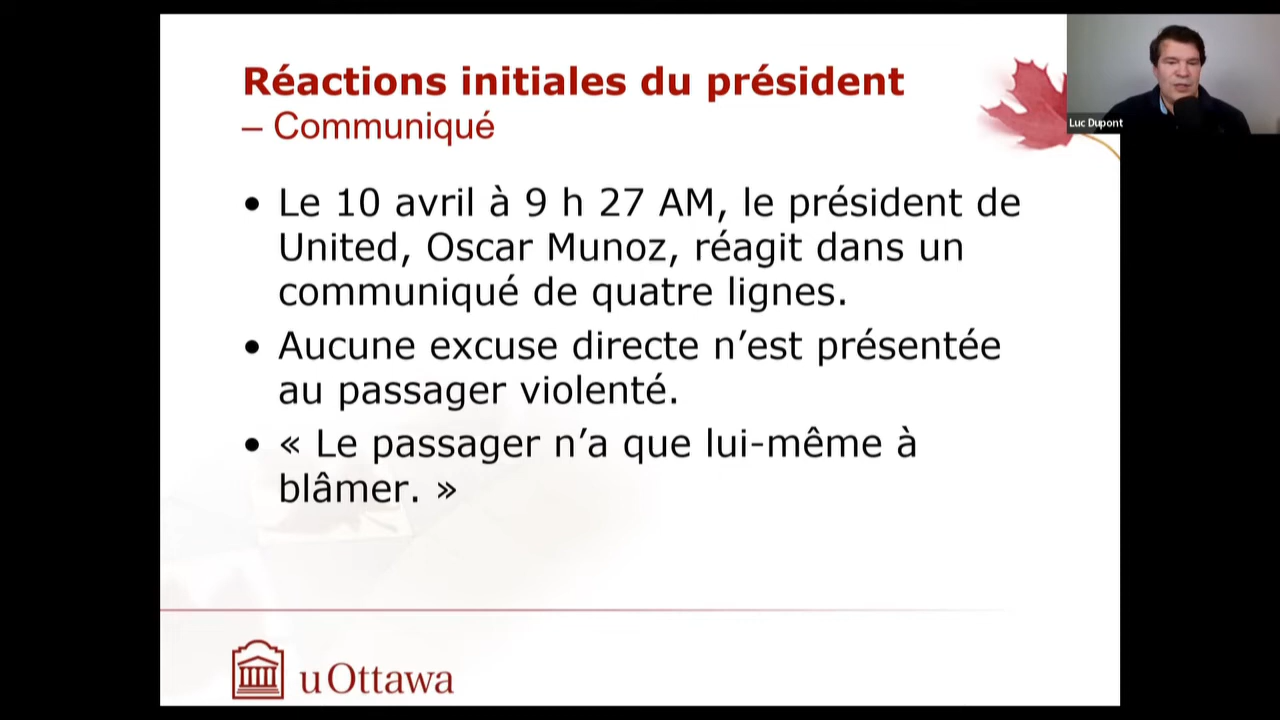 Réactions initiales du président
– Communiqué
Luc Dupont
• Le 10 avril à 9 h 27 AM, le président de
United, Oscar Munoz, réagit dans un
communiqué de quatre lignes.
• Aucune excuse directe n’est présentée
au passager violenté.
• « Le passager n’a que lui-même à
blâmer. »
uOttawa